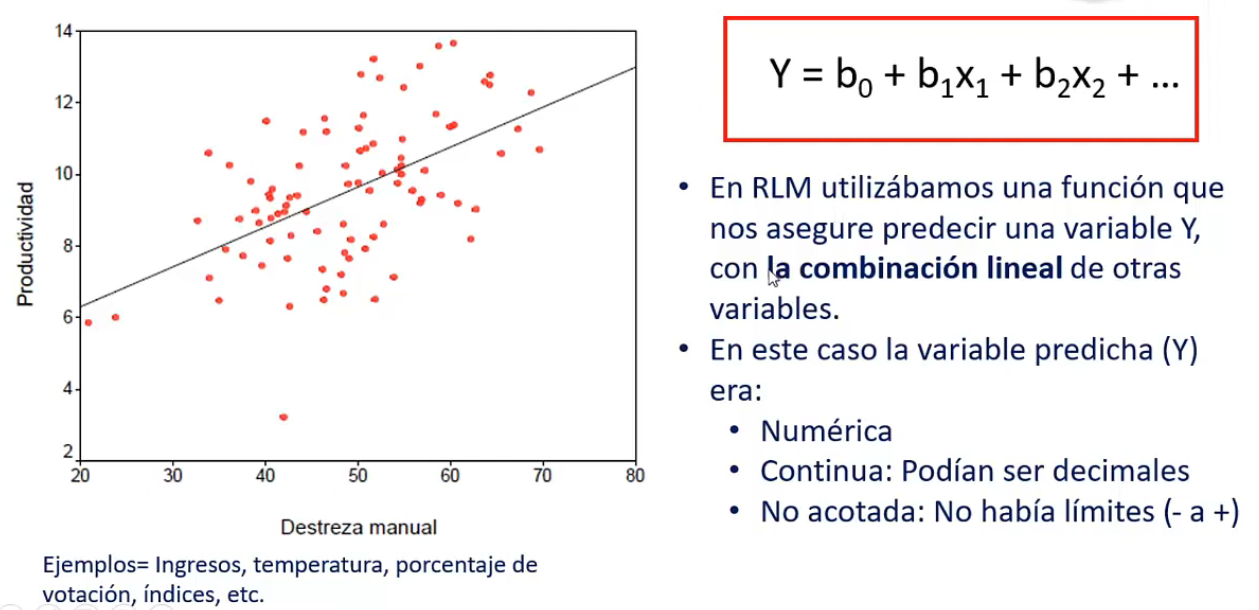 14
12
10
8
6
4
2
20 30 40 50 60 70 80
Productividad
Destreza manual
Ejemplos= Ingresos, temperatura, porcentaje de
votación, índices, etc.
Y = b₀ + b₁x₁ + b₂x₂ + ...
• En RLM utilizábamos una función que
nos asegure predecir una variable Y,
con la combinación lineal de otras
variables.
• En este caso la variable predicha (Y)
era:
• Numérica
• Continua: Podían ser decimales
• No acotada: No había límites (- a +)